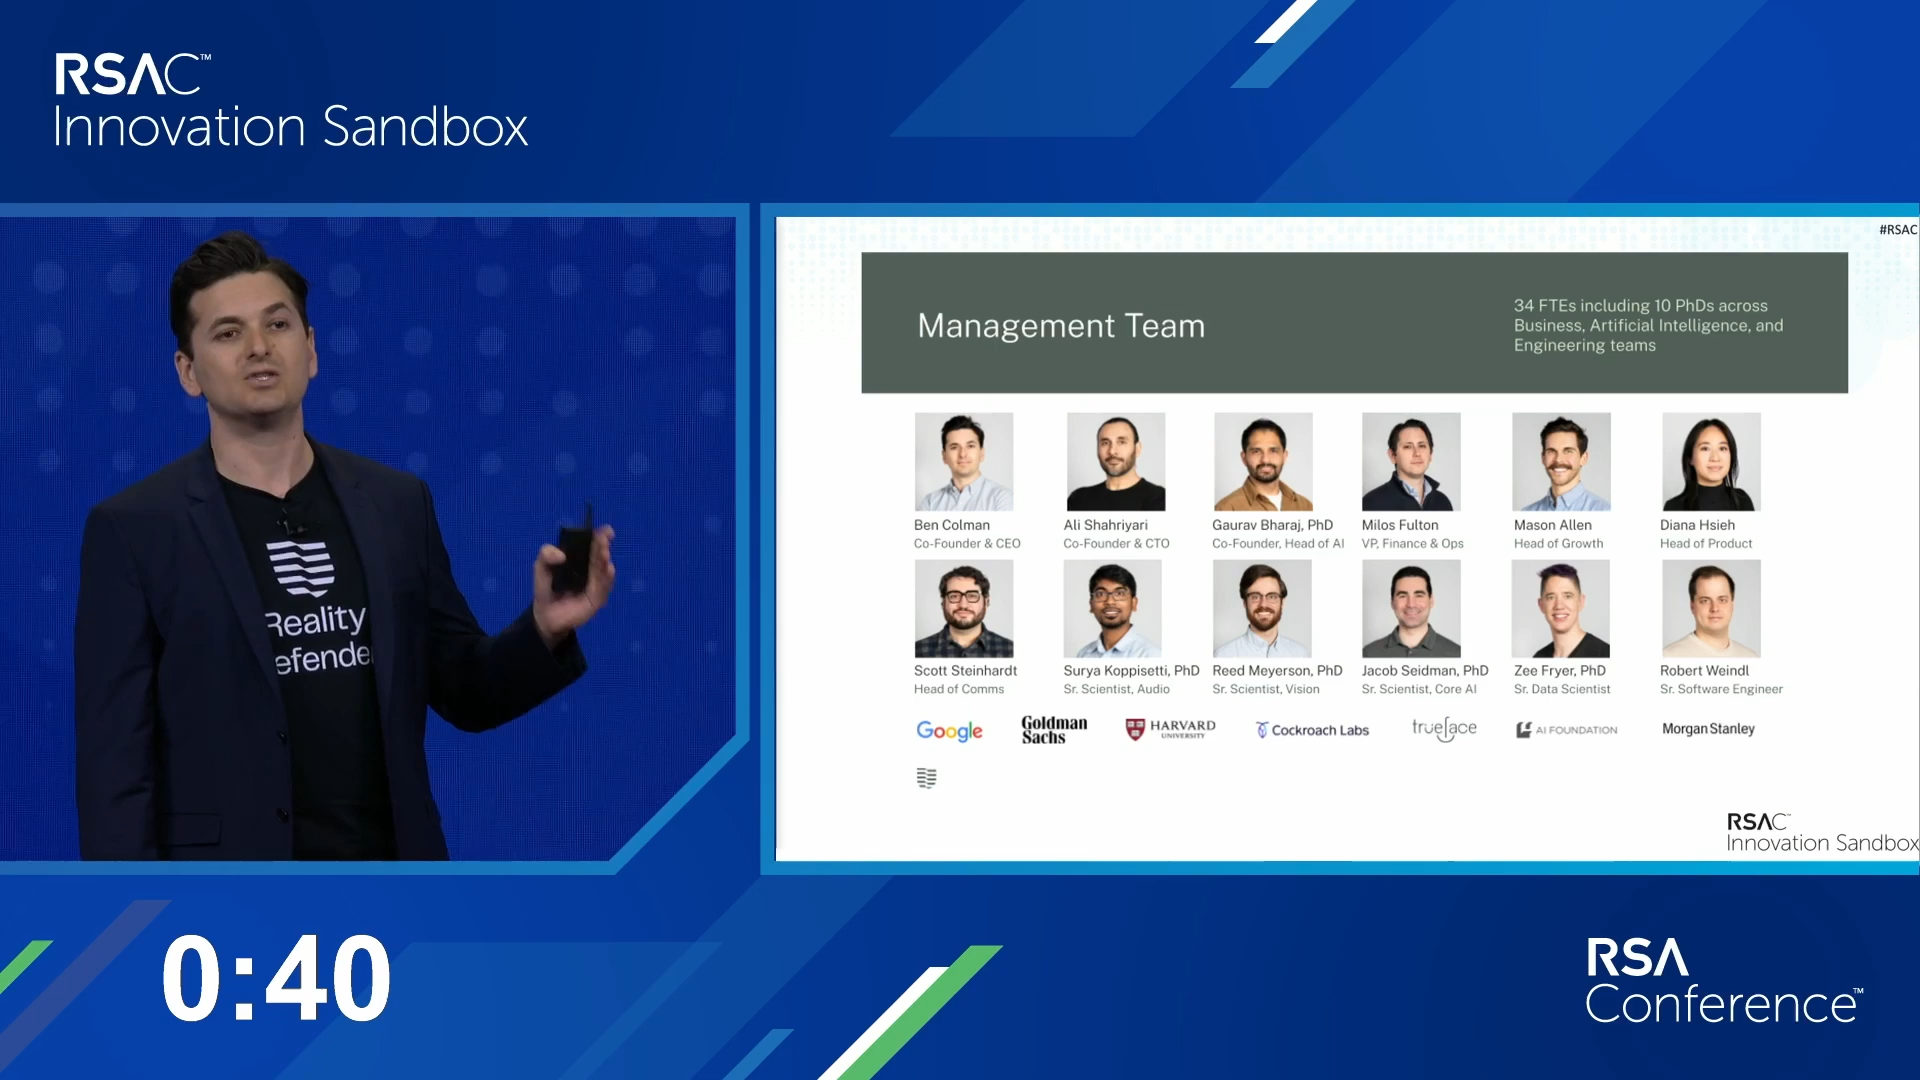 RSAC™
Innovation Sandbox
Reality
efende
#RSAC
Management Team
34 FTEs including 10 PhDs across
Business, Artificial Intelligence, and
Engineering teams
Ben Colman
Co-Founder & CEO
Ali Shahriyari
Co-Founder & CTO
Gaurav Bharaj, PhD
Co-Founder, Head of AI
Milos Fulton
VP, Finance & Ops
Mason Allen
Head of Growth
Diana Hsieh
Head of Product
Scott Steinhardt
Head of Comms
Surya Koppisetti, PhD
Sr. Scientist, Audio
Reed Meyerson, PhD
Sr. Scientist, Vision
Jacob Seidman, PhD
Sr. Scientist, Core AI
Zee Fryer, PhD
Sr. Data Scientist
Robert Weindl
Sr. Software Engineer
Google
Goldman
Sachs
HARVARD
UNIVERSITY
Cockroach Labs
trueface
AI FOUNDATION
Morgan Stanley
RSAC™
Innovation Sandbox
0:40
RSA
Conference™